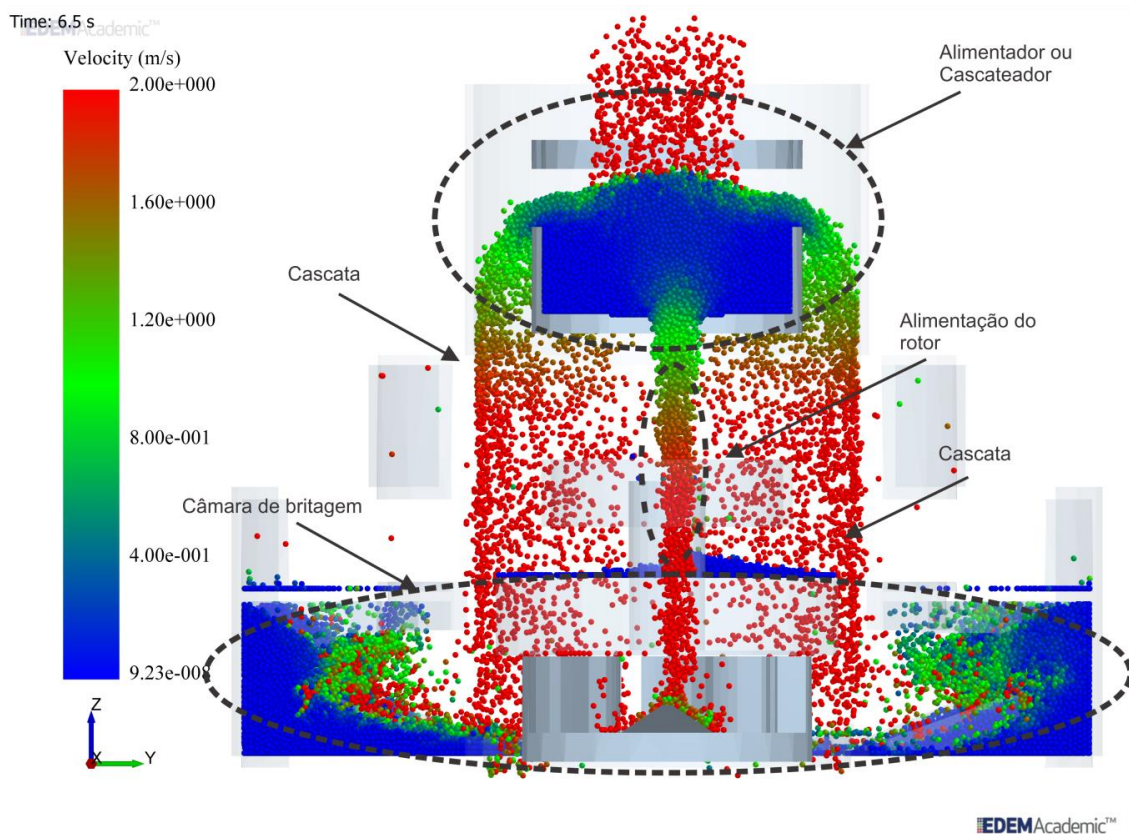 Time: 6.5 s
EDEMAcademic™
Velocity (m/s)
2.00e+000
1.60e+000
1.20e+000
8.00e-001
4.00e-001
9.23e-008
Z
X
Y
Alimentador ou
Cascateador
Cascata
Alimentação do
rotor
Cascata
Câmara de britagem
EDEMAcademic™